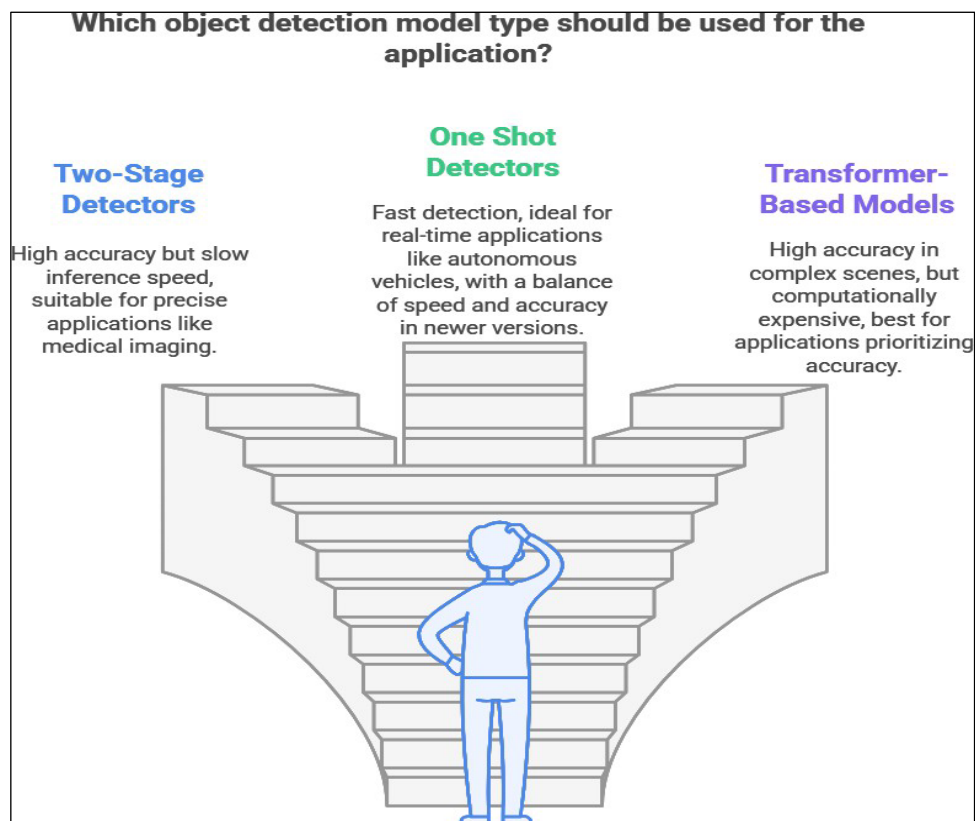 Which object detection model type should be used for the
application?
Two-Stage
Detectors
High accuracy but slow
inference speed,
suitable for precise
applications like
medical imaging.
One Shot
Detectors
Fast detection, ideal for
real-time applications
like autonomous
vehicles, with a balance
of speed and accuracy
in newer versions.
Transformer-
Based Models
High accuracy in
complex scenes, but
computationally
expensive, best for
applications prioritizing
accuracy.